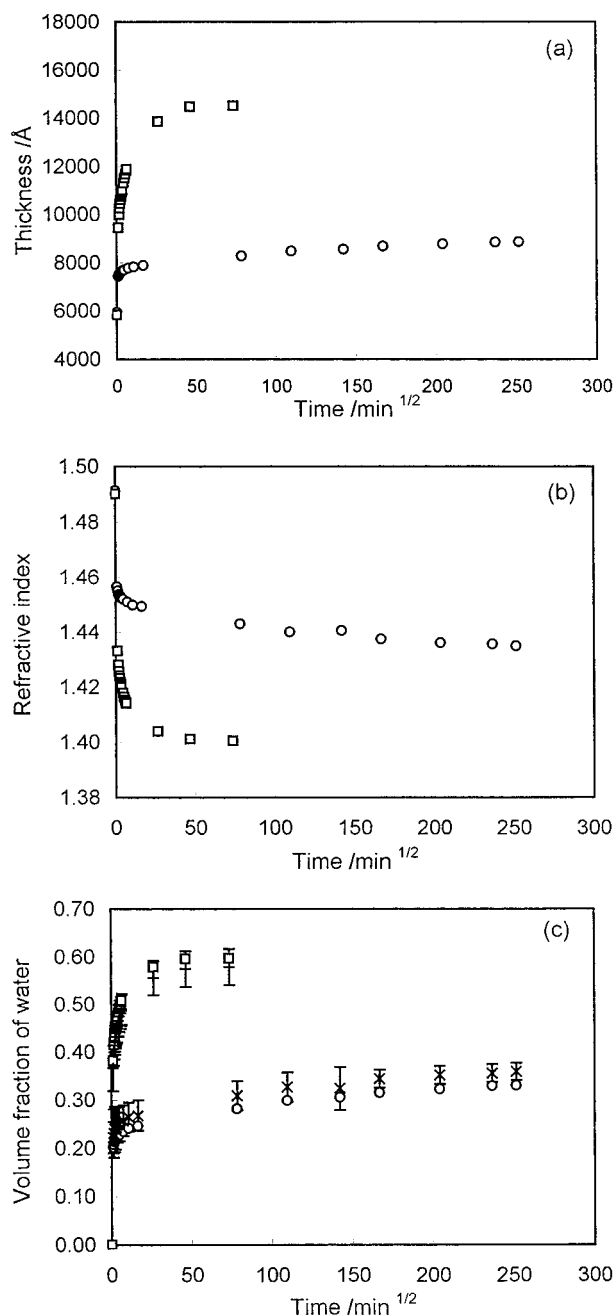 18000
(a)
16000
14000
12000
10000
8000
6000
4000
Thickness /Å
0 50 100 150 200 250 300
Time /min 1/2
1.50
(b)
1.48
1.46
1.44
1.42
1.40
1.38
Refractive index
0 50 100 150 200 250 300
Time /min 1/2
0.70
(c)
0.60
0.50
0.40
0.30
0.20
0.10
0.00
Volume fraction of water
0 50 100 150 200 250 300
Time /min 1/2